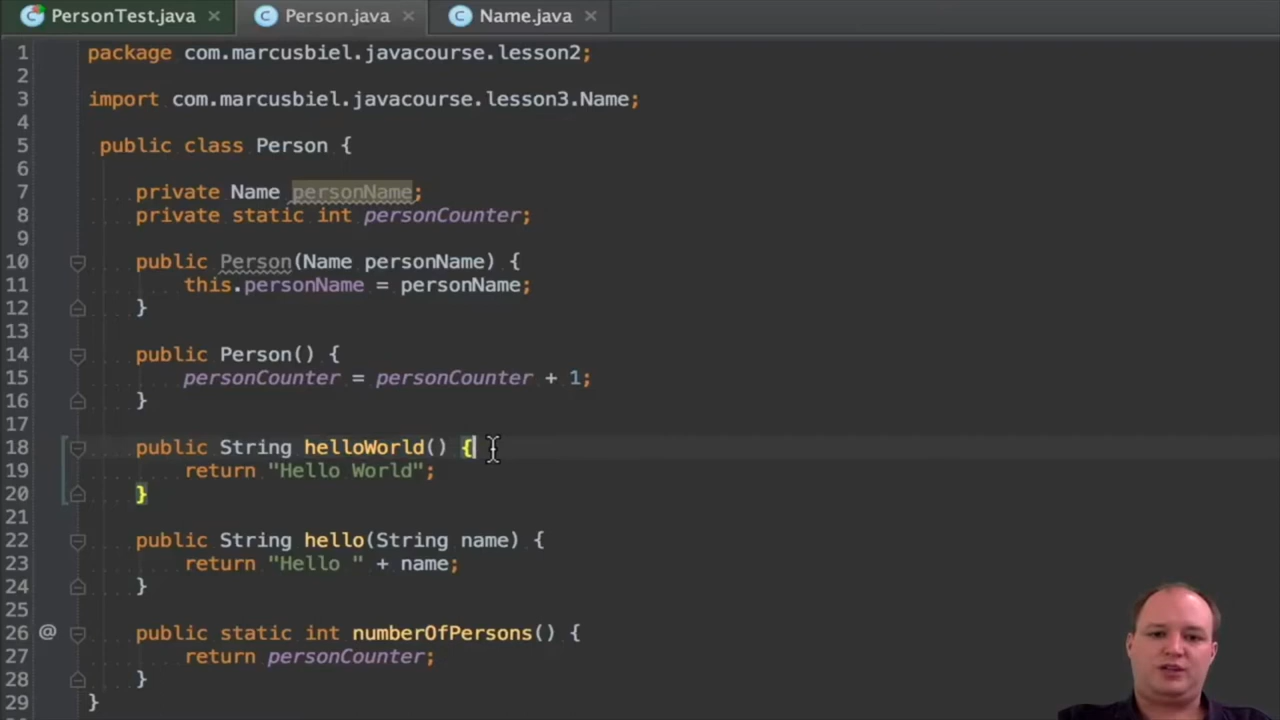 PersonTest.java Person.java Name.java
1 package com.marcusbiel.javacourse.lesson2;
2
3 import com.marcusbiel.javacourse.lesson3.Name;
4
5 public class Person {
6
7 private Name personName;
8 private static int personCounter;
9
10 public Person(Name personName) {
11 this.personName = personName;
12 }
13
14 public Person() {
15 personCounter = personCounter + 1;
16 }
17
18 public String helloWorld() {
19 return "Hello World";
20 }
21
22 public String hello(String name) {
23 return "Hello " + name;
24 }
25
26 @ public static int numberOfPersons() {
27 return personCounter;
28 }
29 }